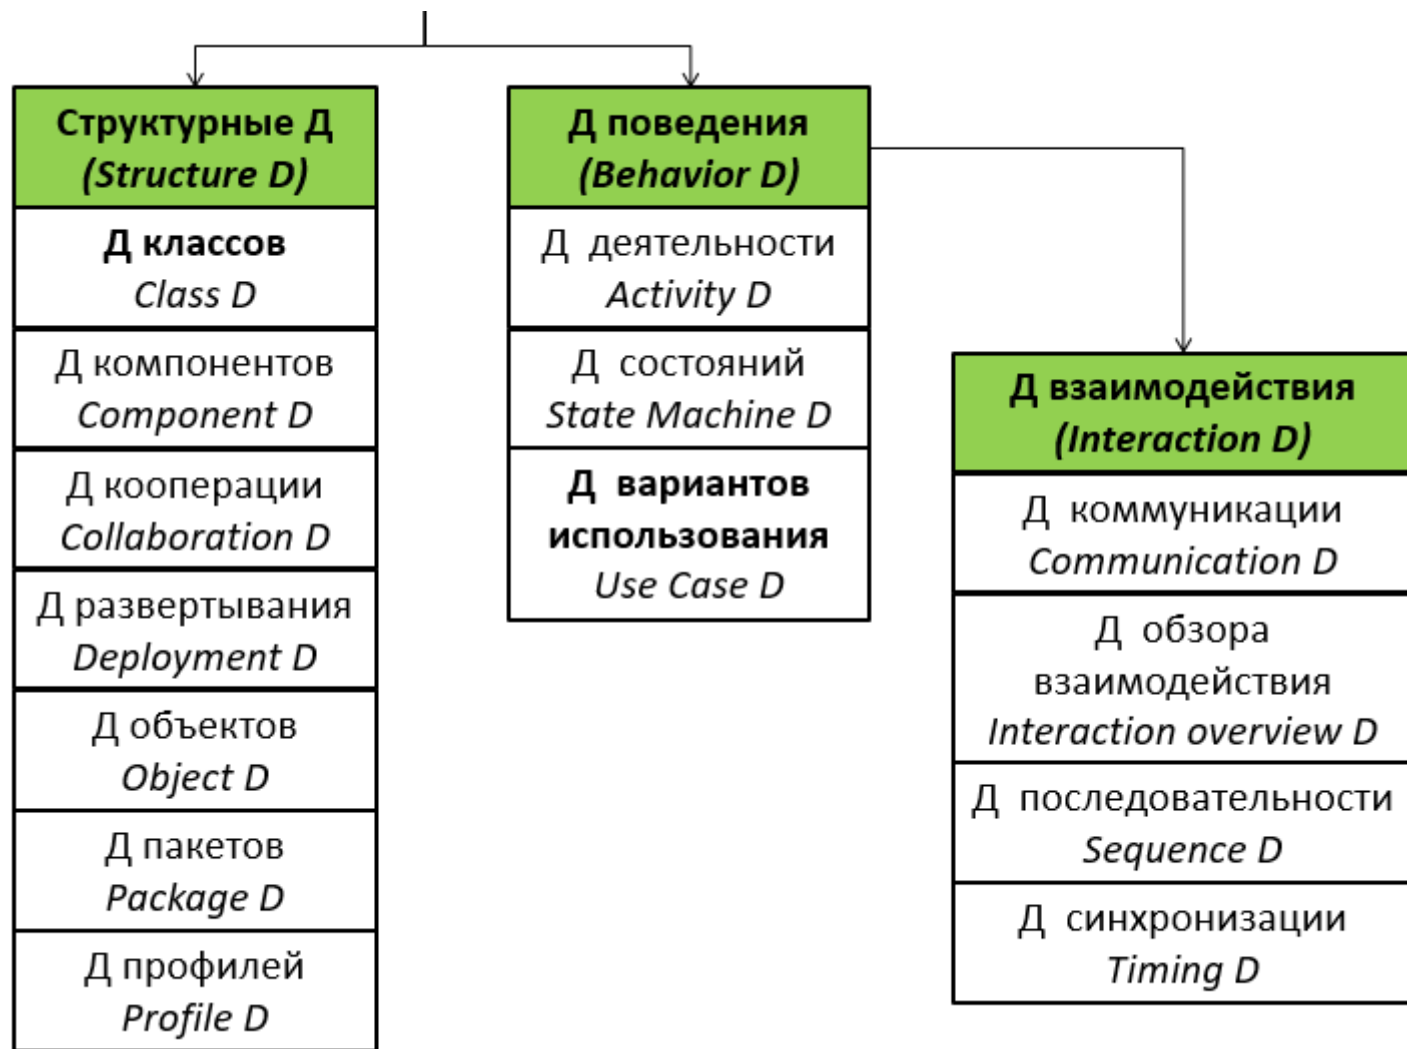 Структурные Д
(Structure D)
Д классов
Class D
Д компонентов
Component D
Д кооперации
Collaboration D
Д развертывания
Deployment D
Д объектов
Object D
Д пакетов
Package D
Д профилей
Profile D
Д поведения
(Behavior D)
Д деятельности
Activity D
Д состояний
State Machine D
Д вариантов
использования
Use Case D
Д взаимодействия
(Interaction D)
Д коммуникации
Communication D
Д обзора
взаимодействия
Interaction overview D
Д последовательности
Sequence D
Д синхронизации
Timing D